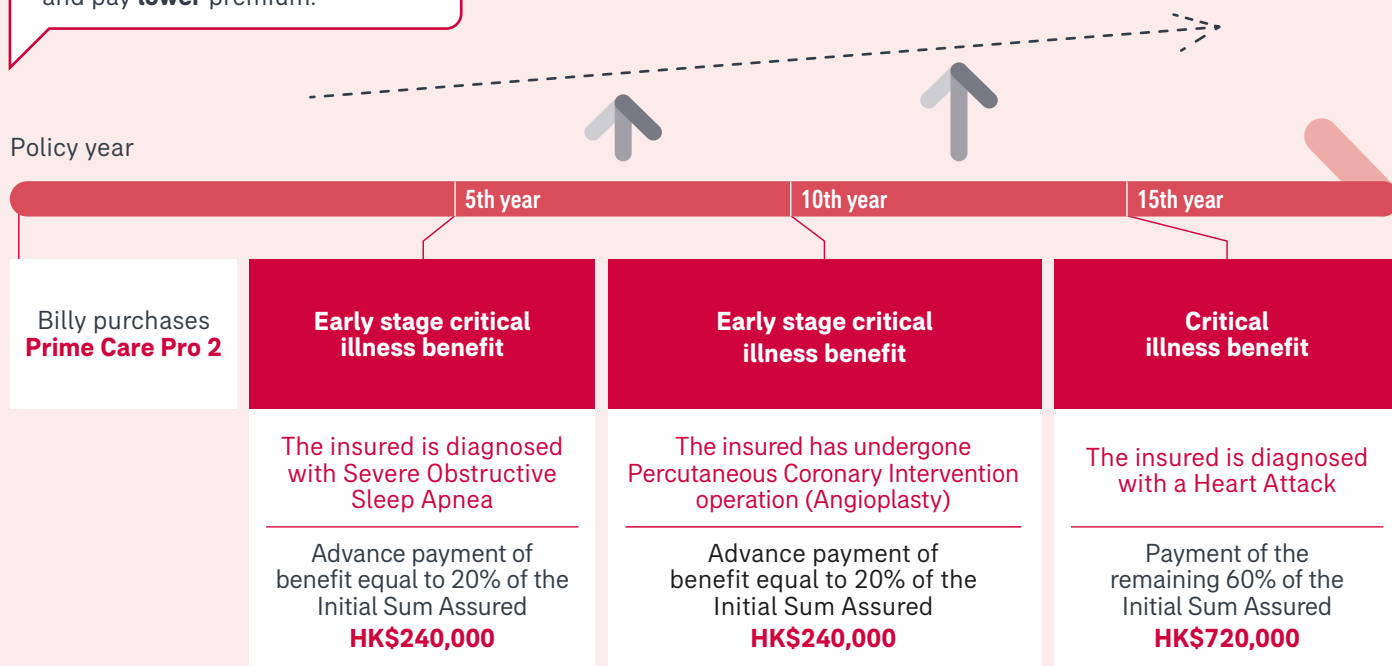 and pay lower premium.
Policy year
5th year
10th year
15th year
Billy purchases
Prime Care Pro 2
Early stage critical
illness benefit
The insured is diagnosed
with Severe Obstructive
Sleep Apnea
Advance payment of
benefit equal to 20% of the
Initial Sum Assured
HK$240,000
Early stage critical
illness benefit
The insured has undergone
Percutaneous Coronary Intervention
operation (Angioplasty)
Advance payment of
benefit equal to 20% of the
Initial Sum Assured
HK$240,000
Critical
illness benefit
The insured is diagnosed
with a Heart Attack
Payment of the
remaining 60% of the
Initial Sum Assured
HK$720,000